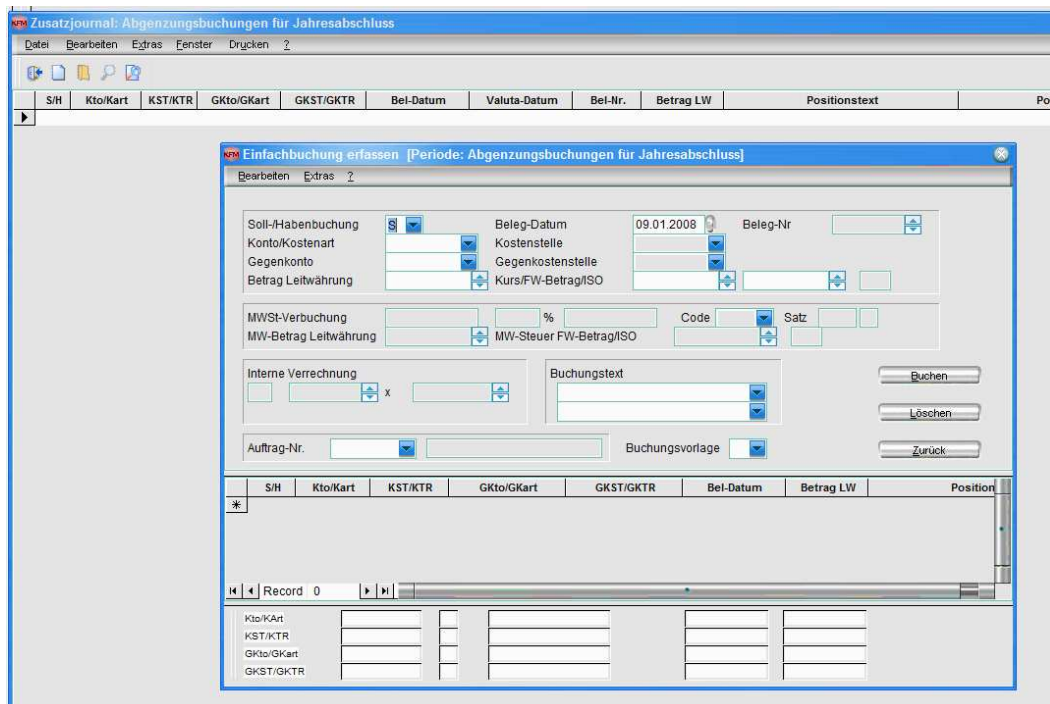 KFM Zusatzjournal: Abgenzungsbuchungen für Jahresabschluss
Datei Bearbeiten Extras Fenster Drucken ?
S/H Kto/Kart KST/KTR GKto/GKart GKST/GKTR Bel-Datum Valuta-Datum Bel-Nr. Betrag LW Positionstext Po
KFM Einfachbuchung erfassen [Periode: Abgenzungsbuchungen für Jahresabschluss]
Bearbeiten Extras ?
Soll-/Habenbuchung S Beleg-Datum 09.01.2008 Beleg-Nr
Konto/Kostenart Kostenstelle
Gegenkonto Gegenkostenstelle
Betrag Leitwährung Kurs/FW-Betrag/ISO
MWSt-Verbuchung % Code Satz
MW-Betrag Leitwährung MW-Steuer FW-Betrag/ISO
Interne Verrechnung Buchungstext
x
Buchen
Löschen
Auftrag-Nr. Buchungsvorlage Zurück
S/H Kto/Kart KST/KTR GKto/GKart GKST/GKTR Bel-Datum Betrag LW Position
Record 0
Kto/KArt
KST/KTR
GKto/GKart
GKST/GKTR